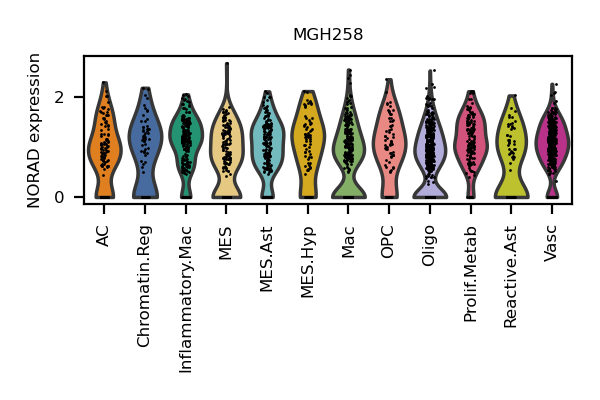 MGH258
NORAD expression
2
0
AC
Chromatin.Reg
Inflammatory.Mac
MES
MES.Ast
MES.Hyp
Mac
OPC
Oligo
Prolif.Metab
Reactive.Ast
Vasc